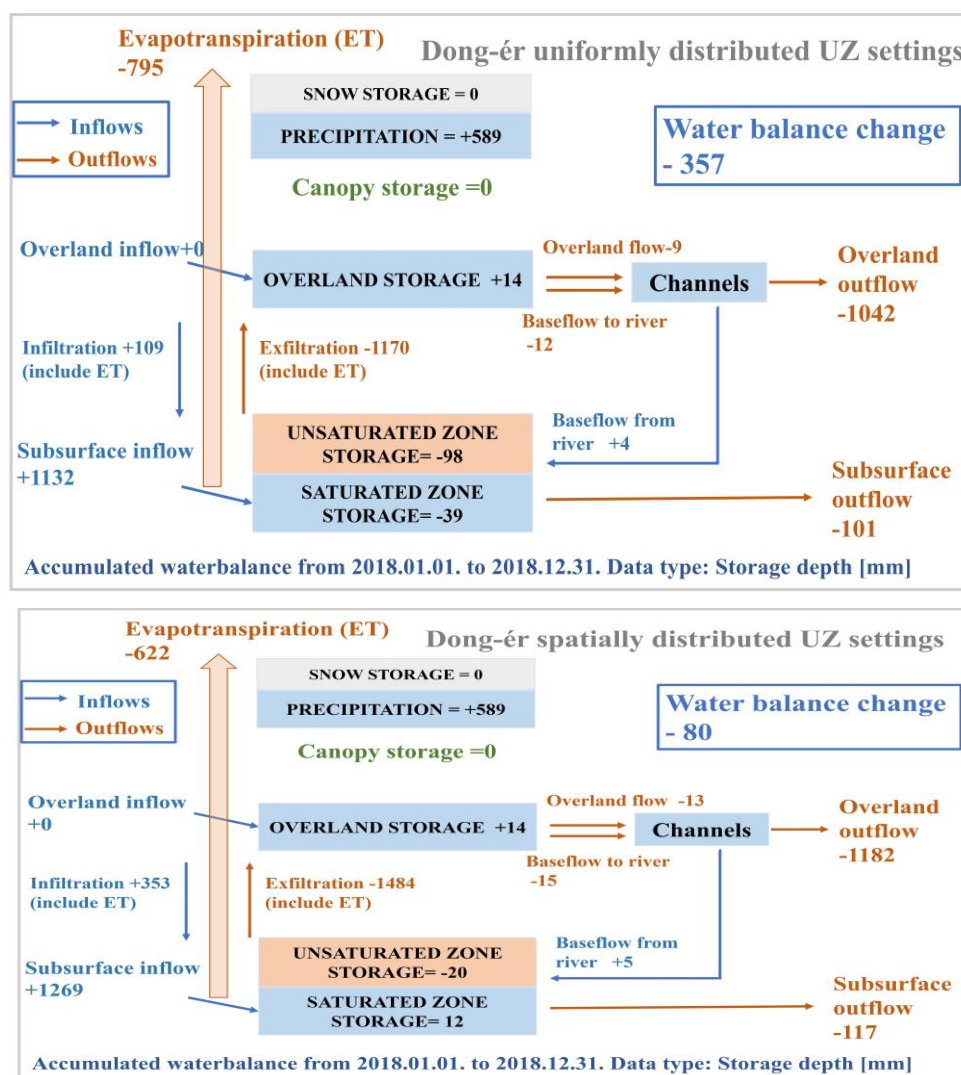 Evapotranspiration (ET)
-795
Dong-ér uniformly distributed UZ settings
SNOW STORAGE = 0
PRECIPITATION = +589
Inflows
Outflows
Water balance change
- 357
Canopy storage =0
Overland inflow+0
OVERLAND STORAGE +14
Overland flow-9
Channels
Overland
outflow
-1042
Baseflow to river
-12
Infiltration +109
(include ET)
Exfiltration -1170
(include ET)
Subsurface inflow
+1132
UNSATURATED ZONE
STORAGE= -98
SATURATED ZONE
STORAGE= -39
Baseflow from
river +4
Subsurface
outflow
-101
Accumulated waterbalance from 2018.01.01. to 2018.12.31. Data type: Storage depth [mm]
Evapotranspiration (ET)
-622
Dong-ér spatially distributed UZ settings
SNOW STORAGE = 0
PRECIPITATION = +589
Inflows
Outflows
Water balance change
- 80
Canopy storage =0
Overland inflow
+0
OVERLAND STORAGE +14
Overland flow -13
Channels
Overland
outflow
-1182
Baseflow to river
-15
Infiltration +353
(include ET)
Exfiltration -1484
(include ET)
Subsurface inflow
+1269
UNSATURATED ZONE
STORAGE= -20
SATURATED ZONE
STORAGE= 12
Baseflow from
river +5
Subsurface
outflow
-117
Accumulated waterbalance from 2018.01.01. to 2018.12.31. Data type: Storage depth [mm]